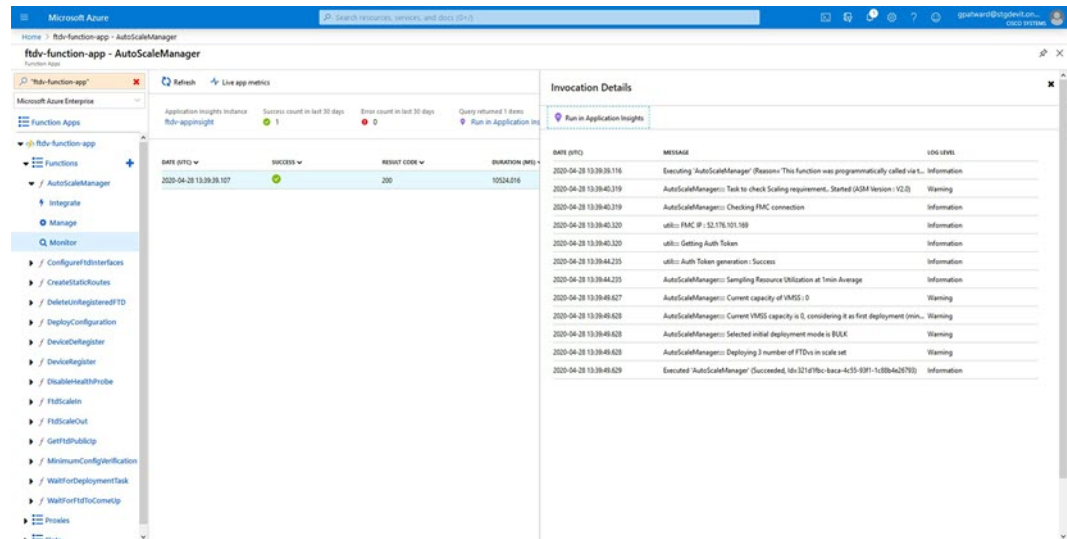 Microsoft Azure
Search resources, services, and docs (G+/)
gpatward@stgdevit.on...
CISCO SYSTEMS
Home > ftdv-function-app - AutoScaleManager
ftdv-function-app - AutoScaleManager
Function Apps
"ftdv-function-app"
Microsoft Azure Enterprise
Function Apps
ftdv-function-app
Functions
AutoScaleManager
Integrate
Manage
Monitor
ConfigureFtdInterfaces
CreateStaticRoutes
DeleteUnRegisteredFTD
DeployConfiguration
DeviceDeRegister
DeviceRegister
DisableHealthProbe
FtdScaleIn
FtdScaleOut
GetFtdPublicIp
MinimumConfigVerification
WaitForDeploymentTask
WaitForFtdToComeUp
Proxies
Refresh Live app metrics
Application Insights Instance Success count in last 30 days Error count in last 30 days Query returned 1 items
ftdv-appinsight 1 0 Run in Application Ins
DATE (UTC) SUCCESS RESULT CODE DURATION (MS)
2020-04-28 13:39:39.107 200 10524.016
Invocation Details
Run in Application Insights
DATE (UTC) MESSAGE LOG LEVEL
2020-04-28 13:39:39.116 Executing 'AutoScaleManager' (Reason='This function was programmatically called via t... Information
2020-04-28 13:39:40.319 AutoScaleManager::: Task to check Scaling requirement.. Started (ASM Version : V2.0) Warning
2020-04-28 13:39:40.319 AutoScaleManager::: Checking FMC connection Information
2020-04-28 13:39:40.320 util::: FMC IP : 52.176.101.169 Information
2020-04-28 13:39:40.320 util::: Getting Auth Token Information
2020-04-28 13:39:44.235 util::: Auth Token generation : Success Information
2020-04-28 13:39:44.235 AutoScaleManager::: Sampling Resource Utilization at 1min Average Information
2020-04-28 13:39:49.627 AutoScaleManager::: Current capacity of VMSS : 0 Warning
2020-04-28 13:39:49.628 AutoScaleManager::: Current VMSS capacity is 0, considering it as first deployment (min... Warning
2020-04-28 13:39:49.628 AutoScaleManager::: Selected initial deployment mode is BULK Warning
2020-04-28 13:39:49.628 AutoScaleManager::: Deploying 3 number of FTDvs in scale set Warning
2020-04-28 13:39:49.629 Executed 'AutoScaleManager' (Succeeded, Id=321d1fbc-baca-4c55-93f1-1c88b4e26793) Information